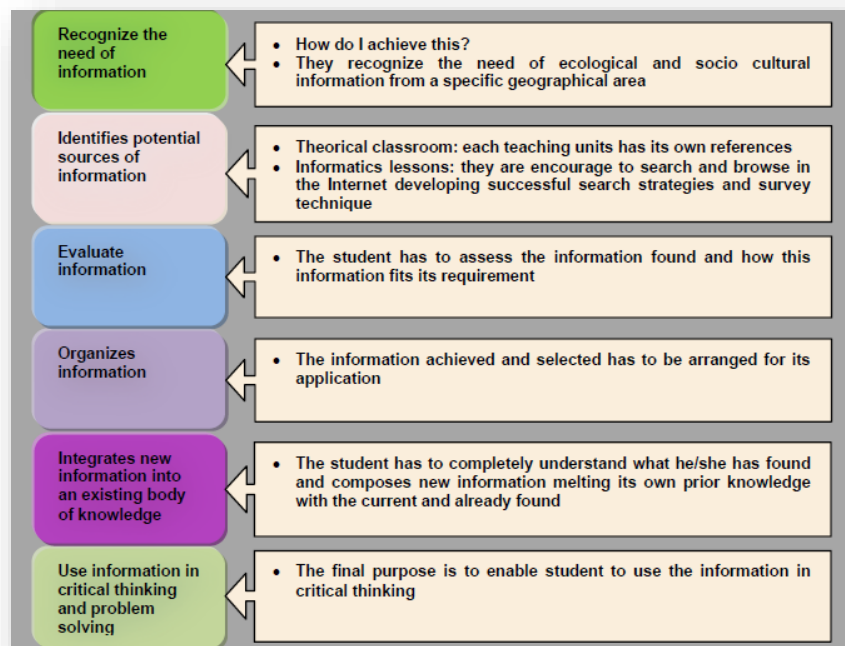 Recognize the
need of
information
• How do I achieve this?
• They recognize the need of ecological and socio cultural
information from a specific geographical area
Identifies potential
sources of
information
• Theorical classroom: each teaching units has its own references
• Informatics lessons: they are encourage to search and browse in
the Internet developing successful search strategies and survey
technique
Evaluate
information
• The student has to assess the information found and how this
information fits its requirement
Organizes
information
• The information achieved and selected has to be arranged for its
application
Integrates new
information into
an existing body
of knowledge
• The student has to completely understand what he/she has found
and composes new information melting its own prior knowledge
with the current and already found
Use information in
critical thinking
and problem
solving
• The final purpose is to enable student to use the information in
critical thinking